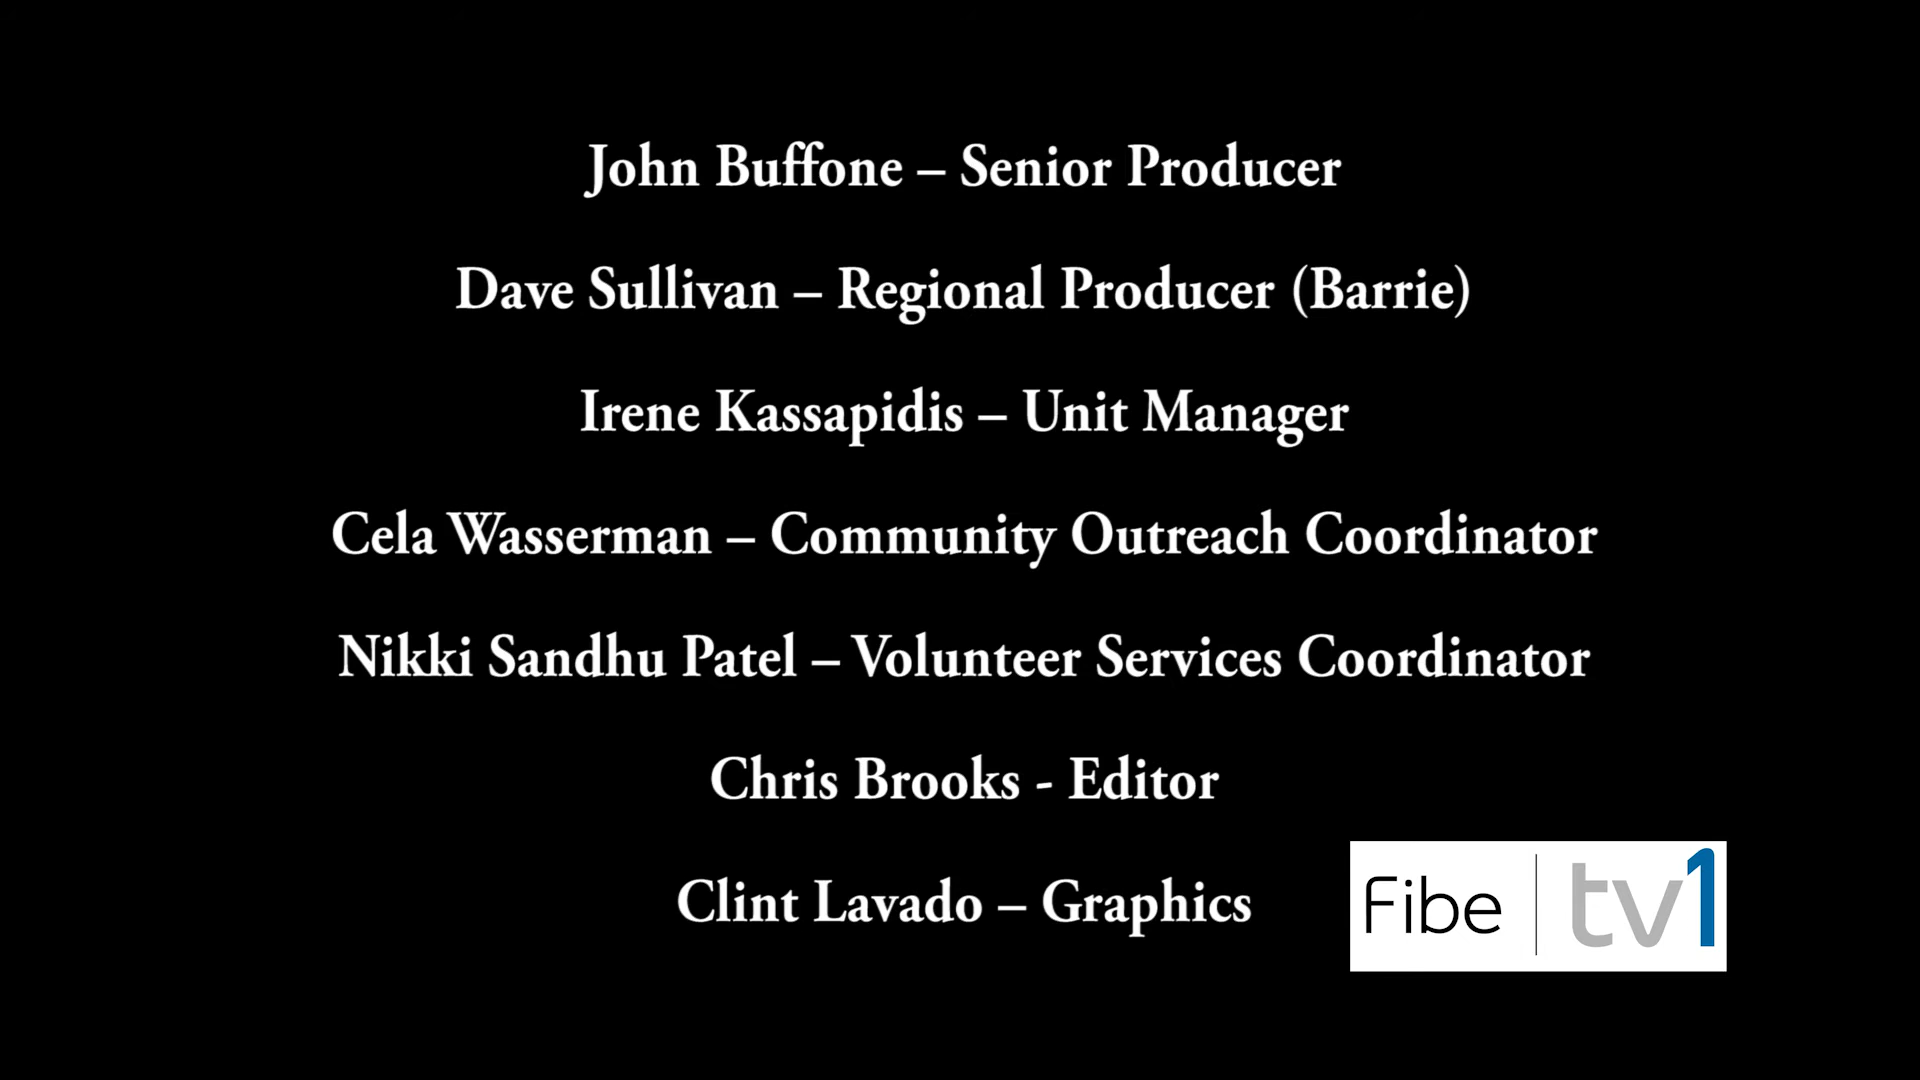 John Buffone – Senior Producer
Dave Sullivan – Regional Producer (Barrie)
Irene Kassapidis – Unit Manager
Cela Wasserman – Community Outreach Coordinator
Nikki Sandhu Patel – Volunteer Services Coordinator
Chris Brooks - Editor
Clint Lavado – Graphics
Fibe | tv1